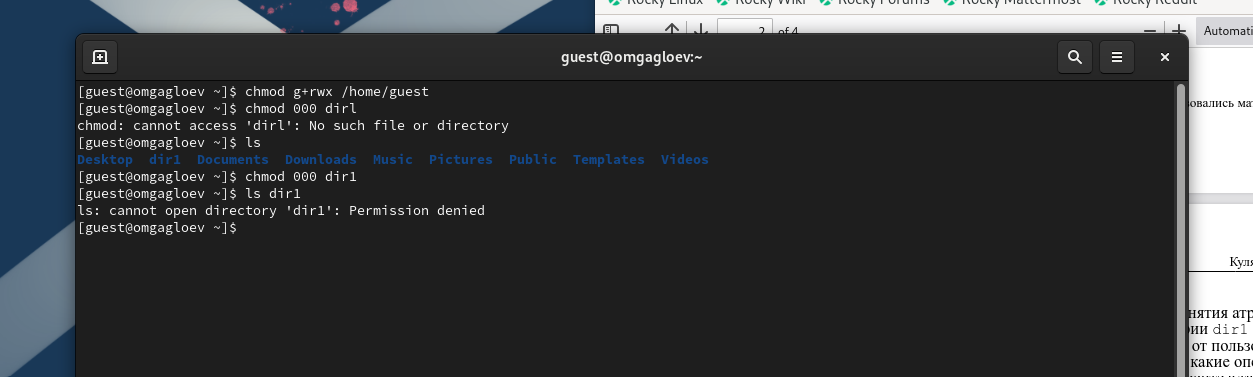 Rocky Linux Rocky Wiki Rocky Forums Rocky Mattermost Rocky Reddit
2 of 4 Automati
guest@omgagloev:~
[guest@omgagloev ~]$ chmod g+rwx /home/guest
[guest@omgagloev ~]$ chmod 000 dirl
chmod: cannot access 'dirl': No such file or directory
[guest@omgagloev ~]$ ls
Desktop dir1 Documents Downloads Music Pictures Public Templates Videos
[guest@omgagloev ~]$ chmod 000 dir1
[guest@omgagloev ~]$ ls dir1
ls: cannot open directory 'dir1': Permission denied
[guest@omgagloev ~]$
овались мат
Куля
нятия атр
рии dir1
от пользо
какие опе